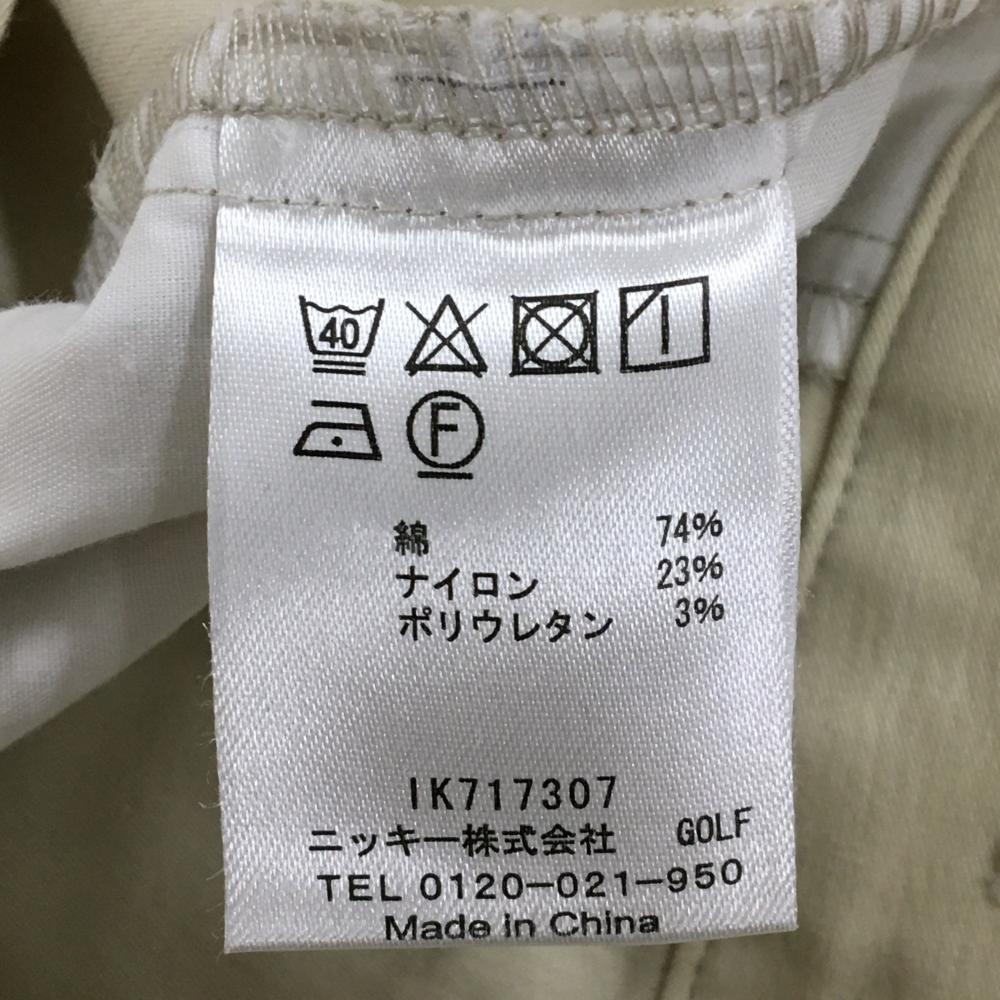 40
F
綿 74%
ナイロン 23%
ポリウレタン 3%
IK717307
ニッキー株式会社 GOLF
TEL 0120-021-950
Made in China